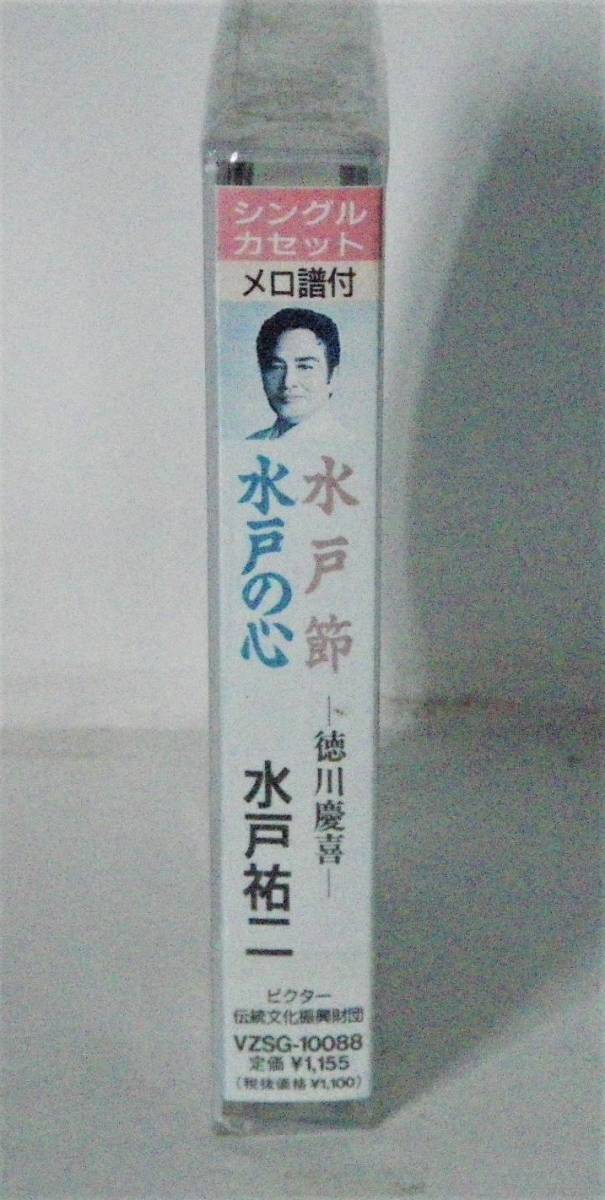 シングル
カセット
メロ譜付
水戸節
―徳川慶喜―
水戸の心
水戸祐二
ビクター
伝統文化振興財団
VZSG-10088
定価 ¥1,155
(税抜価格¥1,100)